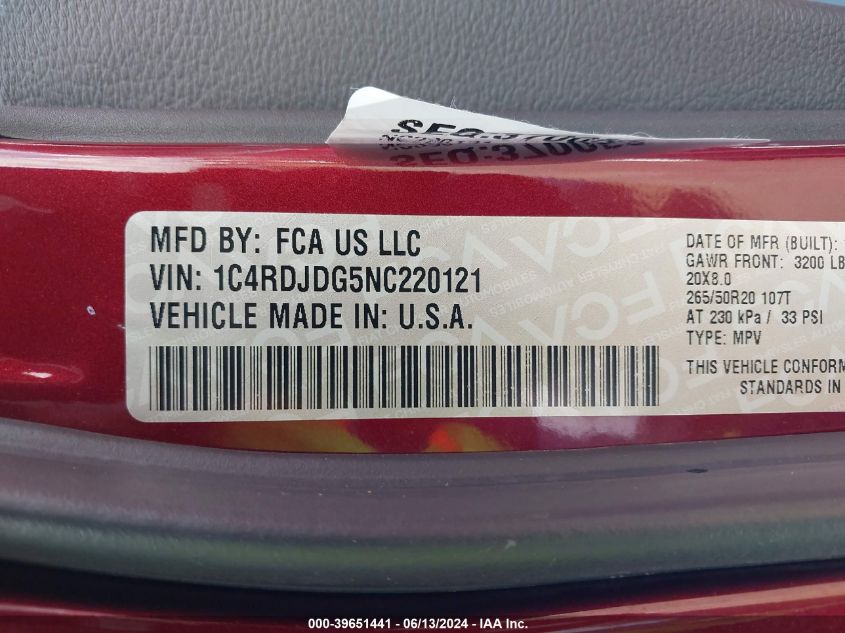 SEQ:370
MFD BY: FCA US LLC
VIN: 1C4RDJDG5NC220121
VEHICLE MADE IN: U.S.A.
DATE OF MFR (BUILT):
GAWR FRONT: 3200 LB
20X8.0
265/50R20 107T
AT 230 kPa / 33 PSI
TYPE: MPV
THIS VEHICLE CONFORM
STANDARDS IN
000-39651441 - 06/13/2024 - IAA, Inc.